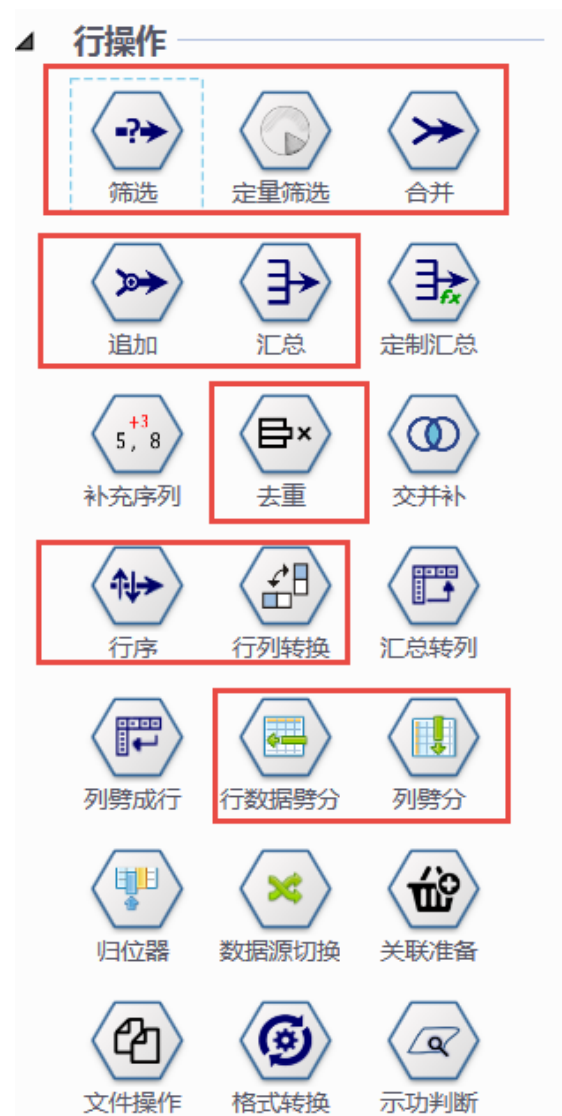 行操作
筛选 定量筛选 合并
fx
追加 汇总 定制汇总
+3
5, 8
补充序列 去重 交并补
行序 行列转换 汇总转列
列劈成行 行数据劈分 列劈分
归位器 数据源切换 关联准备
文件操作 格式转换 示功判断